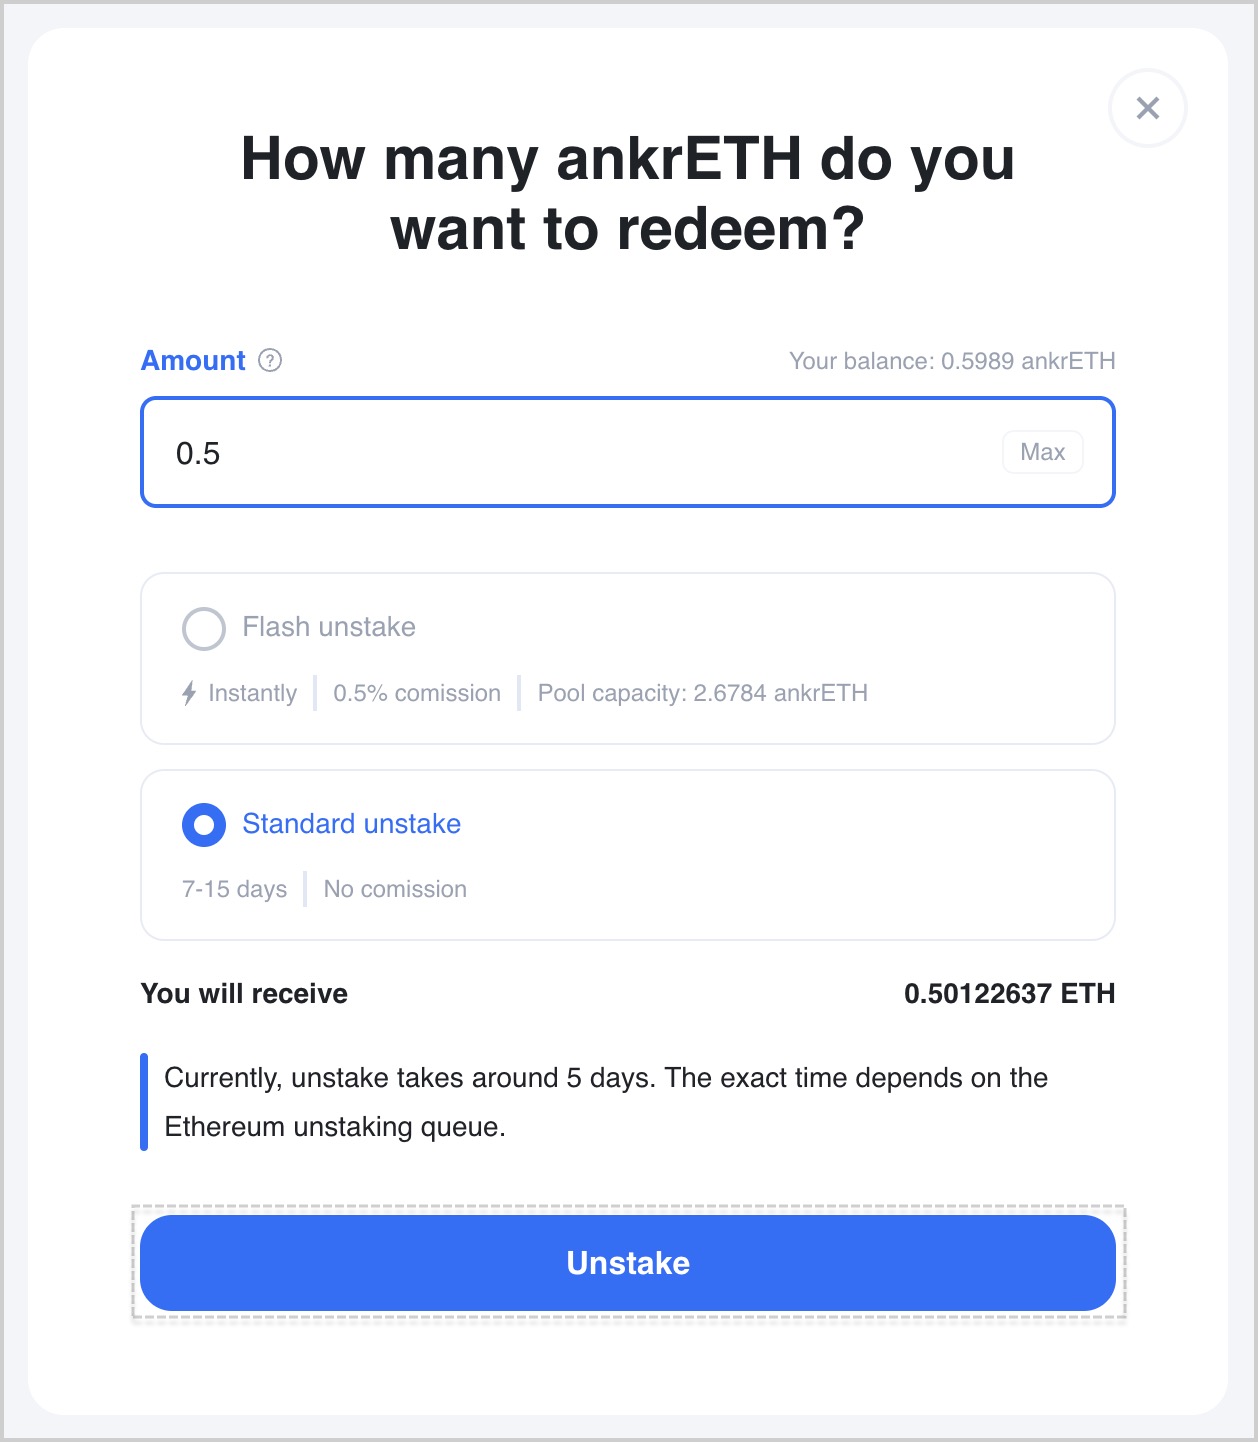 How many ankrETH do you
want to redeem?
Amount ? Your balance: 0.5989 ankrETH
0.5 Max
Flash unstake
Instantly 0.5% comission Pool capacity: 2.6784 ankrETH
Standard unstake
7-15 days No comission
You will receive 0.50122637 ETH
Currently, unstake takes around 5 days. The exact time depends on the
Ethereum unstaking queue.
Unstake